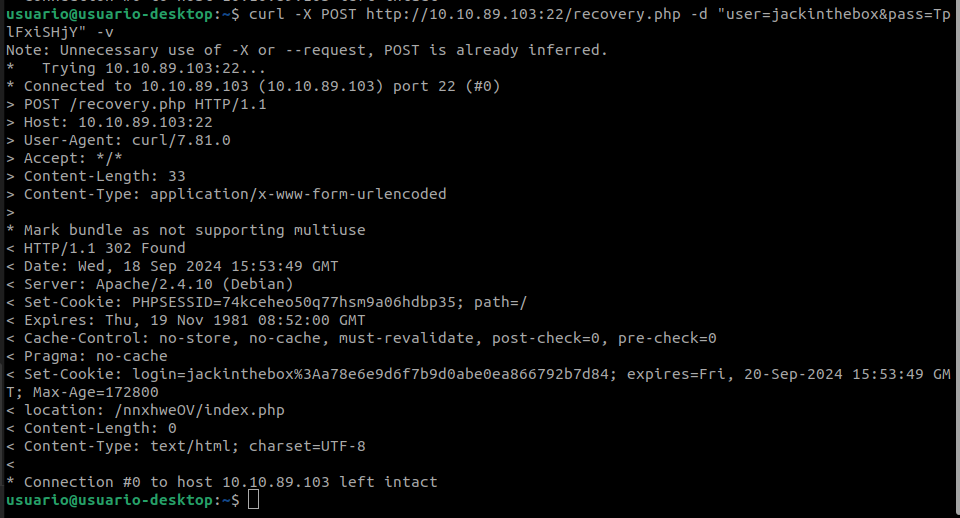 usuario@usuario-desktop:~$ curl -X POST http://10.10.89.103:22/recovery.php -d "user=jackinthebox&pass=Tp
lFxiSHjY" -v
Note: Unnecessary use of -X or --request, POST is already inferred.
*   Trying 10.10.89.103:22...
* Connected to 10.10.89.103 (10.10.89.103) port 22 (#0)
> POST /recovery.php HTTP/1.1
> Host: 10.10.89.103:22
> User-Agent: curl/7.81.0
> Accept: */*
> Content-Length: 33
> Content-Type: application/x-www-form-urlencoded
>
* Mark bundle as not supporting multiuse
< HTTP/1.1 302 Found
< Date: Wed, 18 Sep 2024 15:53:49 GMT
< Server: Apache/2.4.10 (Debian)
< Set-Cookie: PHPSESSID=74kceheo50q77hsm9a06hdbp35; path=/
< Expires: Thu, 19 Nov 1981 08:52:00 GMT
< Cache-Control: no-store, no-cache, must-revalidate, post-check=0, pre-check=0
< Pragma: no-cache
< Set-Cookie: login=jackinthebox%3Aa78e6e9d6f7b9d0abe0ea866792b7d84; expires=Fri, 20-Sep-2024 15:53:49 GM
T; Max-Age=172800
< location: /nnxhweOV/index.php
< Content-Length: 0
< Content-Type: text/html; charset=UTF-8
<
* Connection #0 to host 10.10.89.103 left intact
usuario@usuario-desktop:~$